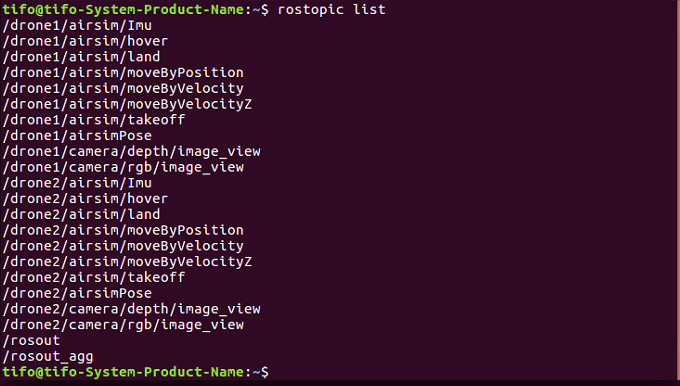 tifo@tifo-System-Product-Name:~$ rostopic list
/drone1/airsim/Imu
/drone1/airsim/hover
/drone1/airsim/land
/drone1/airsim/moveByPosition
/drone1/airsim/moveByVelocity
/drone1/airsim/moveByVelocityZ
/drone1/airsim/takeoff
/drone1/airsimPose
/drone1/camera/depth/image_view
/drone1/camera/rgb/image_view
/drone2/airsim/Imu
/drone2/airsim/hover
/drone2/airsim/land
/drone2/airsim/moveByPosition
/drone2/airsim/moveByVelocity
/drone2/airsim/moveByVelocityZ
/drone2/airsim/takeoff
/drone2/airsimPose
/drone2/camera/depth/image_view
/drone2/camera/rgb/image_view
/rosout
/rosout_agg
tifo@tifo-System-Product-Name:~$